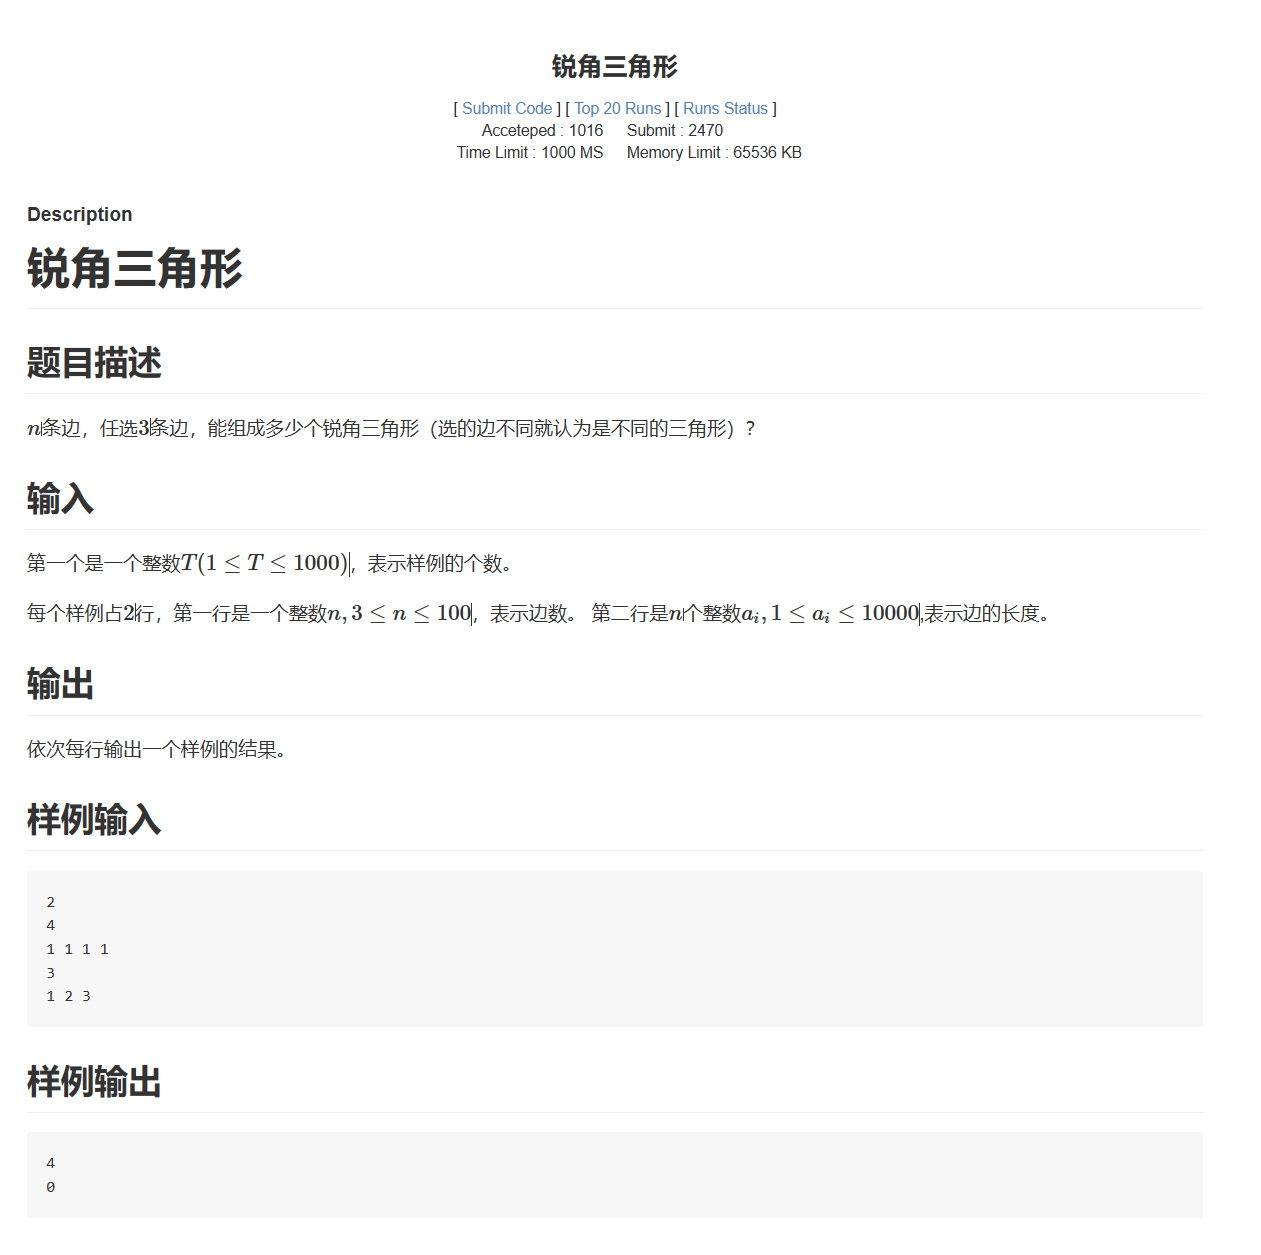 锐角三角形
[ Submit Code ] [ Top 20 Runs ] [ Runs Status ]
Acceteped : 1016 Submit : 2470
Time Limit : 1000 MS Memory Limit : 65536 KB
Description
锐角三角形
题目描述
n条边，任选3条边，能组成多少个锐角三角形（选的边不同就认为是不同的三角形）？
输入
第一个是一个整数T(1 ≤ T ≤ 1000)，表示样例的个数。
每个样例占2行，第一行是一个整数n, 3 ≤ n ≤ 100，表示边数。 第二行是n个整数aᵢ, 1 ≤ aᵢ ≤ 10000,表示边的长度。
输出
依次每行输出一个样例的结果。
样例输入
2
4
1 1 1 1
3
1 2 3
样例输出
4
0